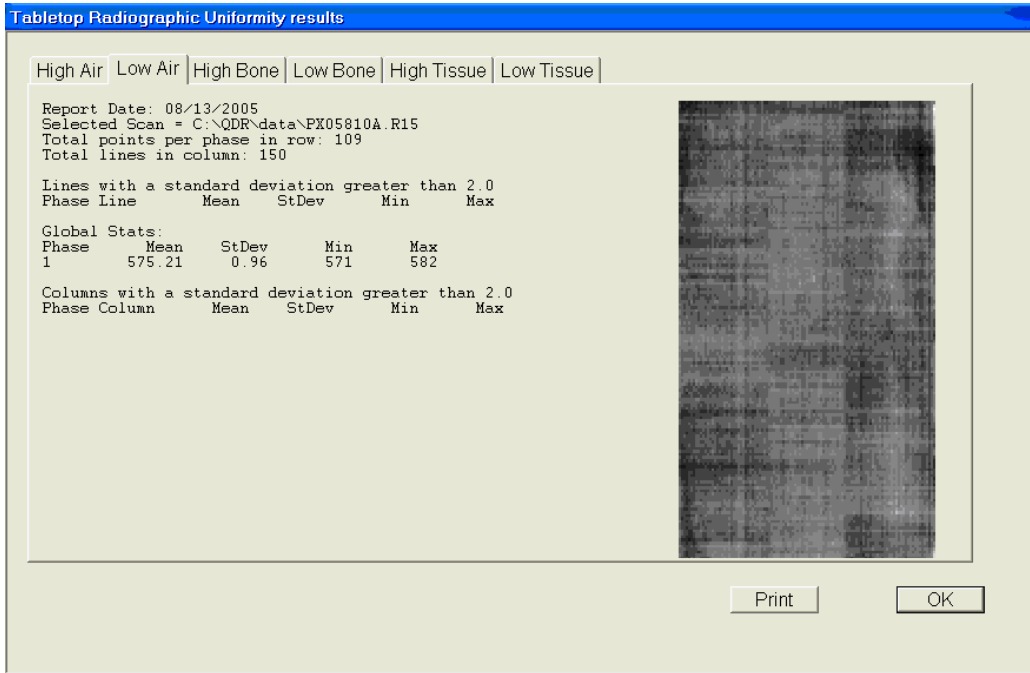 Tabletop Radiographic Uniformity results
High Air Low Air High Bone Low Bone High Tissue Low Tissue
Report Date: 08/13/2005
Selected Scan = C:\QDR\data\PX05810A.R15
Total points per phase in row: 109
Total lines in column: 150
Lines with a standard deviation greater than 2.0
Phase Line Mean StDev Min Max
Global Stats:
Phase Mean StDev Min Max
1 575.21 0.96 571 582
Columns with a standard deviation greater than 2.0
Phase Column Mean StDev Min Max
Print OK